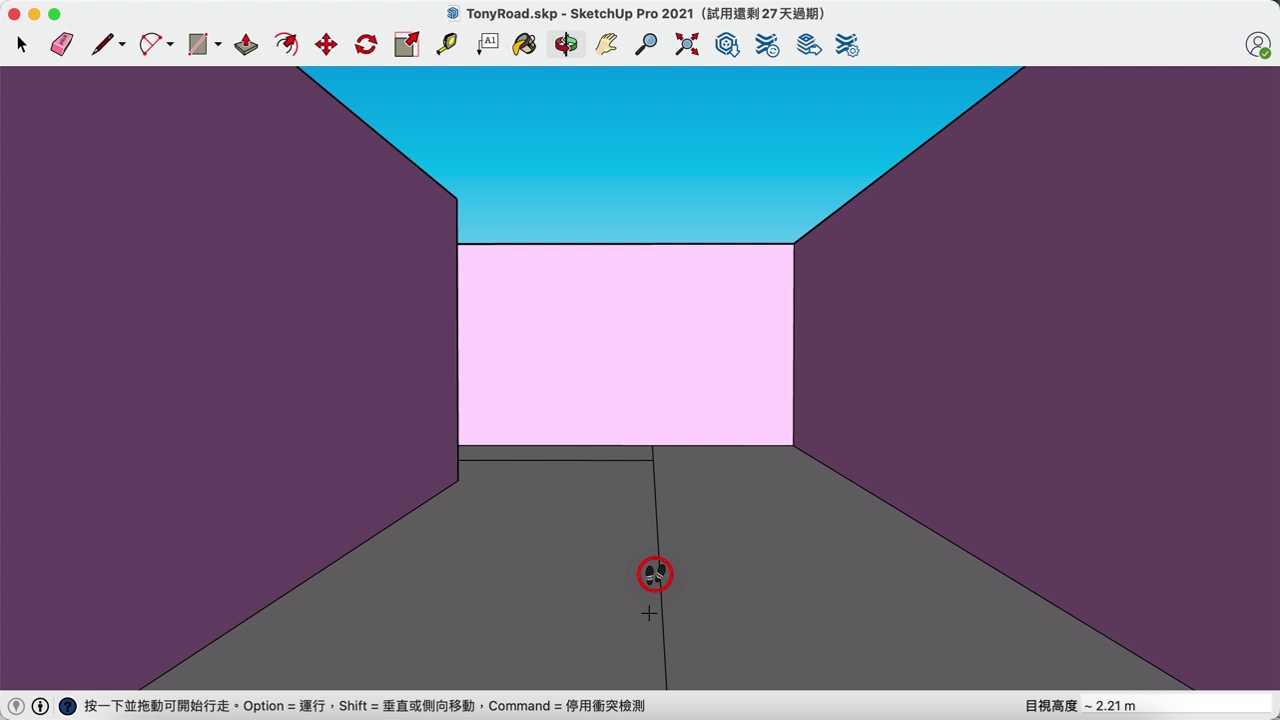 TonyRoad.skp - SketchUp Pro 2021（試用還剩 27 天過期）
A1
按一下並拖動可開始行走。Option = 運行，Shift = 垂直或側向移動，Command = 停用衝突檢測
目視高度 ~ 2.21 m